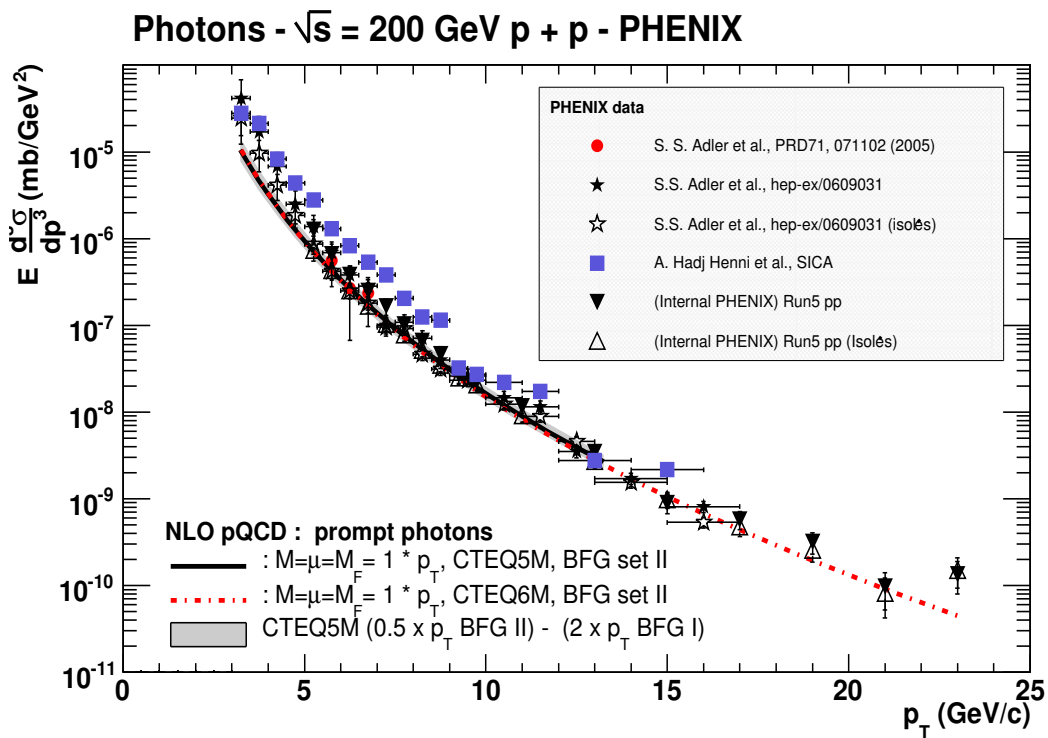 Photons - √s = 200 GeV p + p - PHENIX
E d³σ/dp³ (mb/GeV²)
10⁻⁵
10⁻⁶
10⁻⁷
10⁻⁸
10⁻⁹
10⁻¹⁰
10⁻¹¹
PHENIX data
S. S. Adler et al., PRD71, 071102 (2005)
S.S. Adler et al., hep-ex/0609031
S.S. Adler et al., hep-ex/0609031 (isolés)
A. Hadj Henni et al., SICA
(Internal PHENIX) Run5 pp
(Internal PHENIX) Run5 pp (Isolés)
NLO pQCD : prompt photons
: M=μ=M_F= 1 * p_T, CTEQ5M, BFG set II
: M=μ=M_F= 1 * p_T, CTEQ6M, BFG set II
CTEQ5M (0.5 x p_T BFG II) - (2 x p_T BFG I)
0 5 10 15 20 25
p_T (GeV/c)